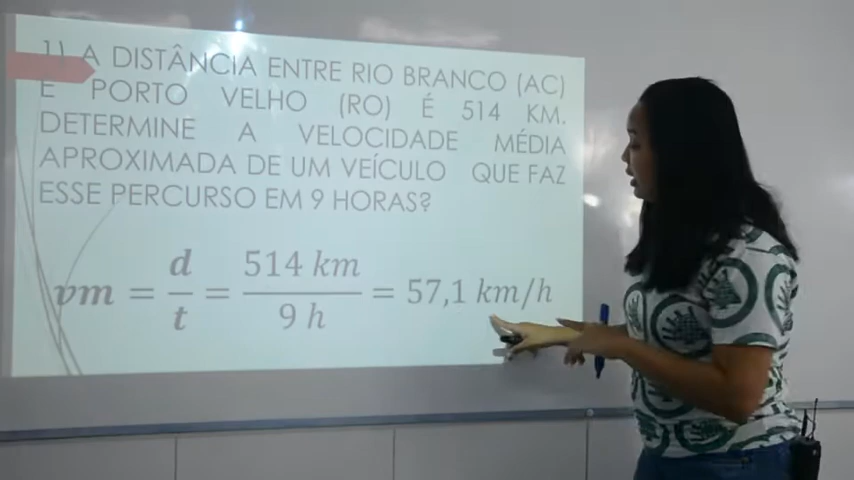 1) A DISTÂNCIA ENTRE RIO BRANCO (AC)
E PORTO VELHO (RO) É 514 KM.
DETERMINE A VELOCIDADE MÉDIA
APROXIMADA DE UM VEÍCULO QUE FAZ
ESSE PERCURSO EM 9 HORAS?
vm = d/t = 514 km/9 h = 57,1 km/h